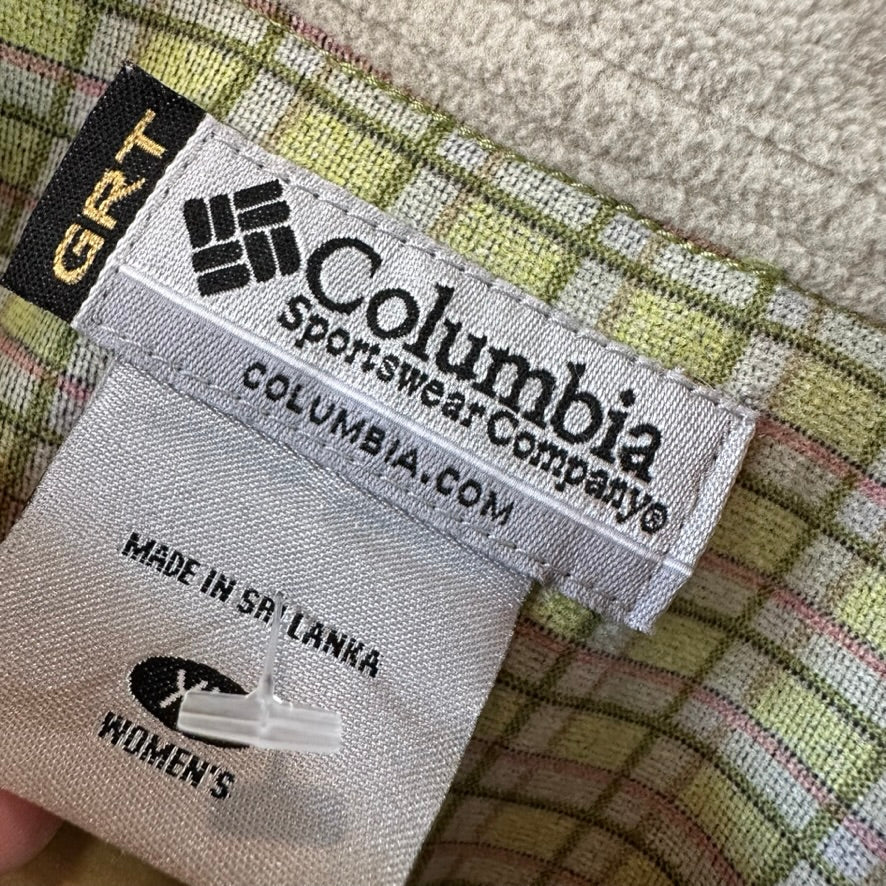 GRT
Columbia
Sportswear Company®
COLUMBIA.COM
MADE IN SRI LANKA
WOMEN'S